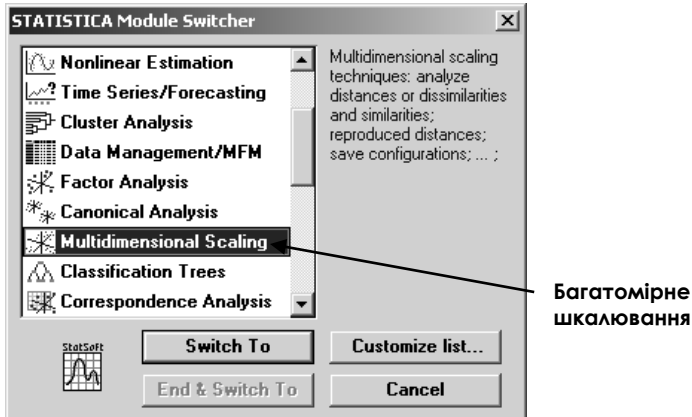 STATISTICA Module Switcher
Nonlinear Estimation
Time Series/Forecasting
Cluster Analysis
Data Management/MFM
Factor Analysis
Canonical Analysis
Multidimensional Scaling
Classification Trees
Correspondence Analysis
Multidimensional scaling
techniques: analyze
distances or dissimilarities
and similarities;
reproduced distances;
save configurations; ... ;
Багатомірне
шкалювання
StatSoft
Switch To
Customize list...
End & Switch To
Cancel